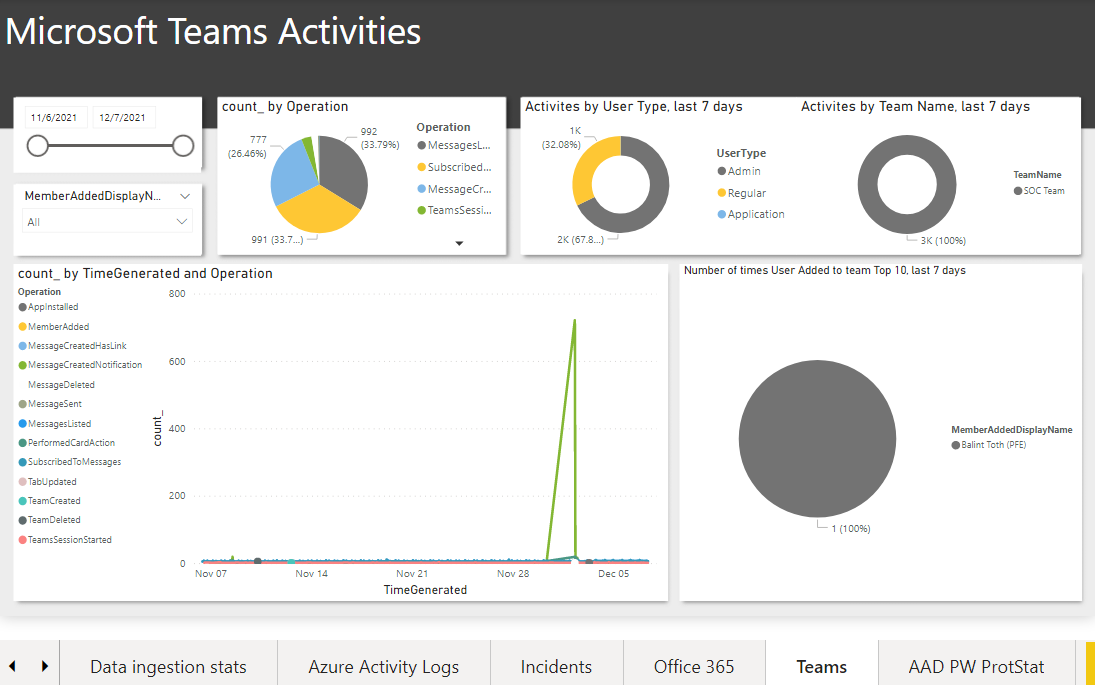 Microsoft Teams Activities
11/6/2021
12/7/2021
MemberAddedDisplayN...
All
count_ by Operation
777
(26.46%)
992
(33.79%)
991 (33.7...)
Operation
MessagesL...
Subscribed...
MessageCr...
TeamsSessi...
Activites by User Type, last 7 days
1K
(32.08%)
2K (67.8...)
UserType
Admin
Regular
Application
Activites by Team Name, last 7 days
3K (100%)
TeamName
SOC Team
count_ by TimeGenerated and Operation
Operation
AppInstalled
MemberAdded
MessageCreatedHasLink
MessageCreatedNotification
MessageDeleted
MessageSent
MessagesListed
PerformedCardAction
SubscribedToMessages
TabUpdated
TeamCreated
TeamDeleted
TeamsSessionStarted
count_
800
600
400
200
0
Nov 07
Nov 14
Nov 21
Nov 28
Dec 05
TimeGenerated
Number of times User Added to team Top 10, last 7 days
1 (100%)
MemberAddedDisplayName
Balint Toth (PFE)
Data ingestion stats
Azure Activity Logs
Incidents
Office 365
Teams
AAD PW ProtStat